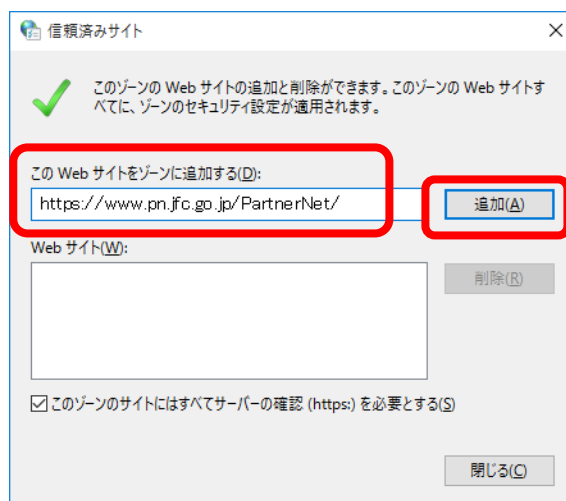 信頼済みサイト
このゾーンの Web サイトの追加と削除ができます。このゾーンの Web サイトす
べてに、ゾーンのセキュリティ設定が適用されます。
この Web サイトをゾーンに追加する(D):
https://www.pn.jfc.go.jp/PartnerNet/
追加(A)
Web サイト(W):
削除(R)
このゾーンのサイトにはすべてサーバーの確認 (https:) を必要とする(S)
閉じる(C)